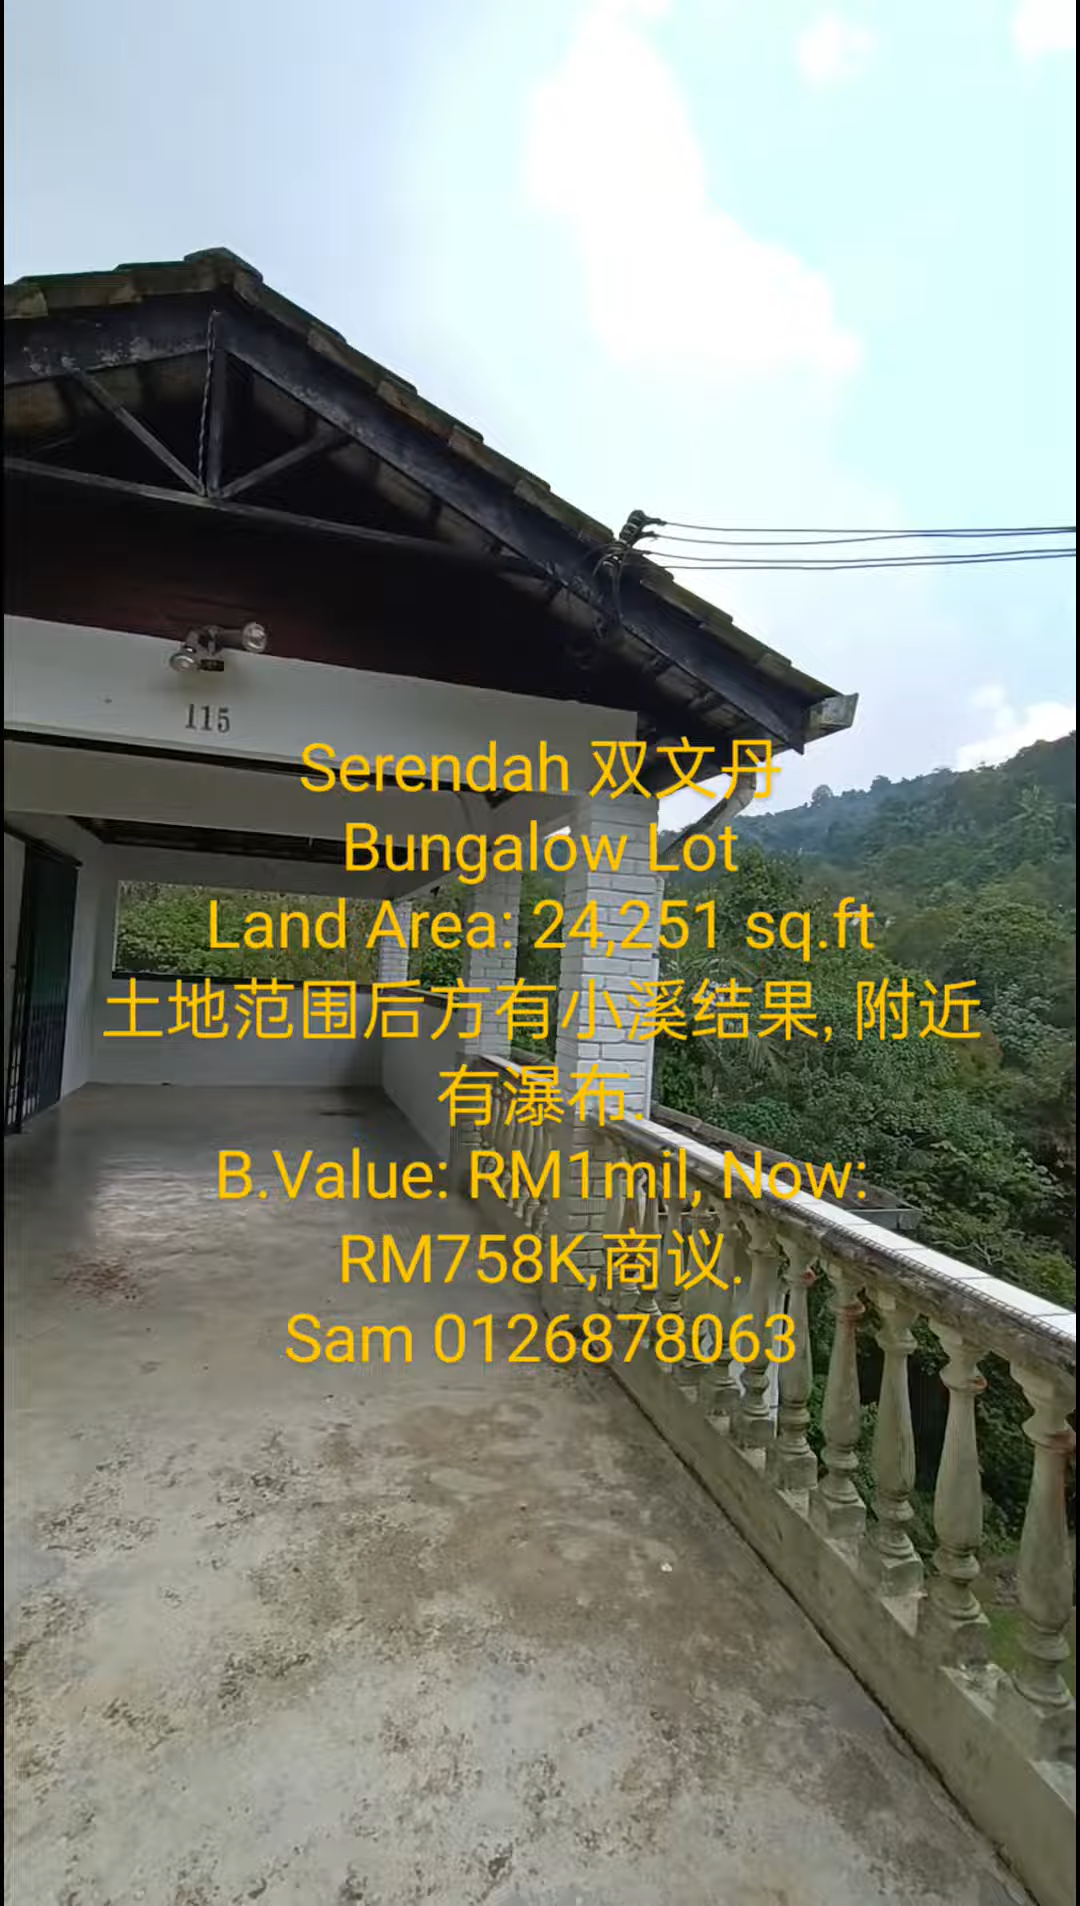 115
Serendah 双文丹
Bungalow Lot
Land Area: 24,251 sq.ft
土地范围后方有小溪结果, 附近
有瀑布.
B.Value: RM1mil, Now:
RM758K,商议.
Sam 0126878063